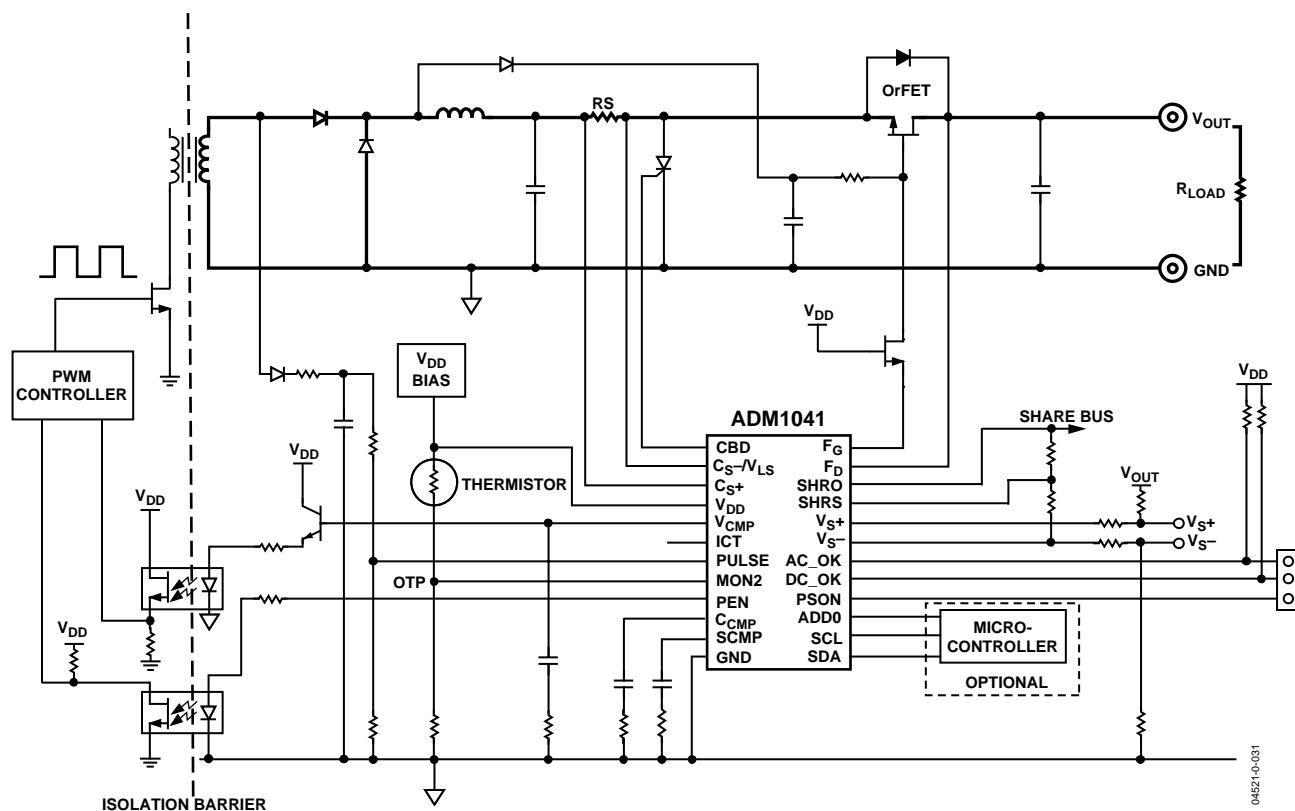 RS
OrFET
VOUT
RLOAD
GND
PWM
CONTROLLER
VDD
VDD
BIAS
VDD
ADM1041
SHARE BUS
VDD
THERMISTOR
VDD
VDD
VOUT
CBD
CS–/VLS
CS+
VDD
VCMP
ICT
PULSE
MON2
PEN
CCMP
SCMP
GND
FG
FD
SHRO
SHRS
VS+
VS–
AC_OK
DC_OK
PSON
ADD0
SCL
SDA
VS+
VS–
OTP
VDD
MICRO-
CONTROLLER
OPTIONAL
ISOLATION BARRIER
04521-0-031